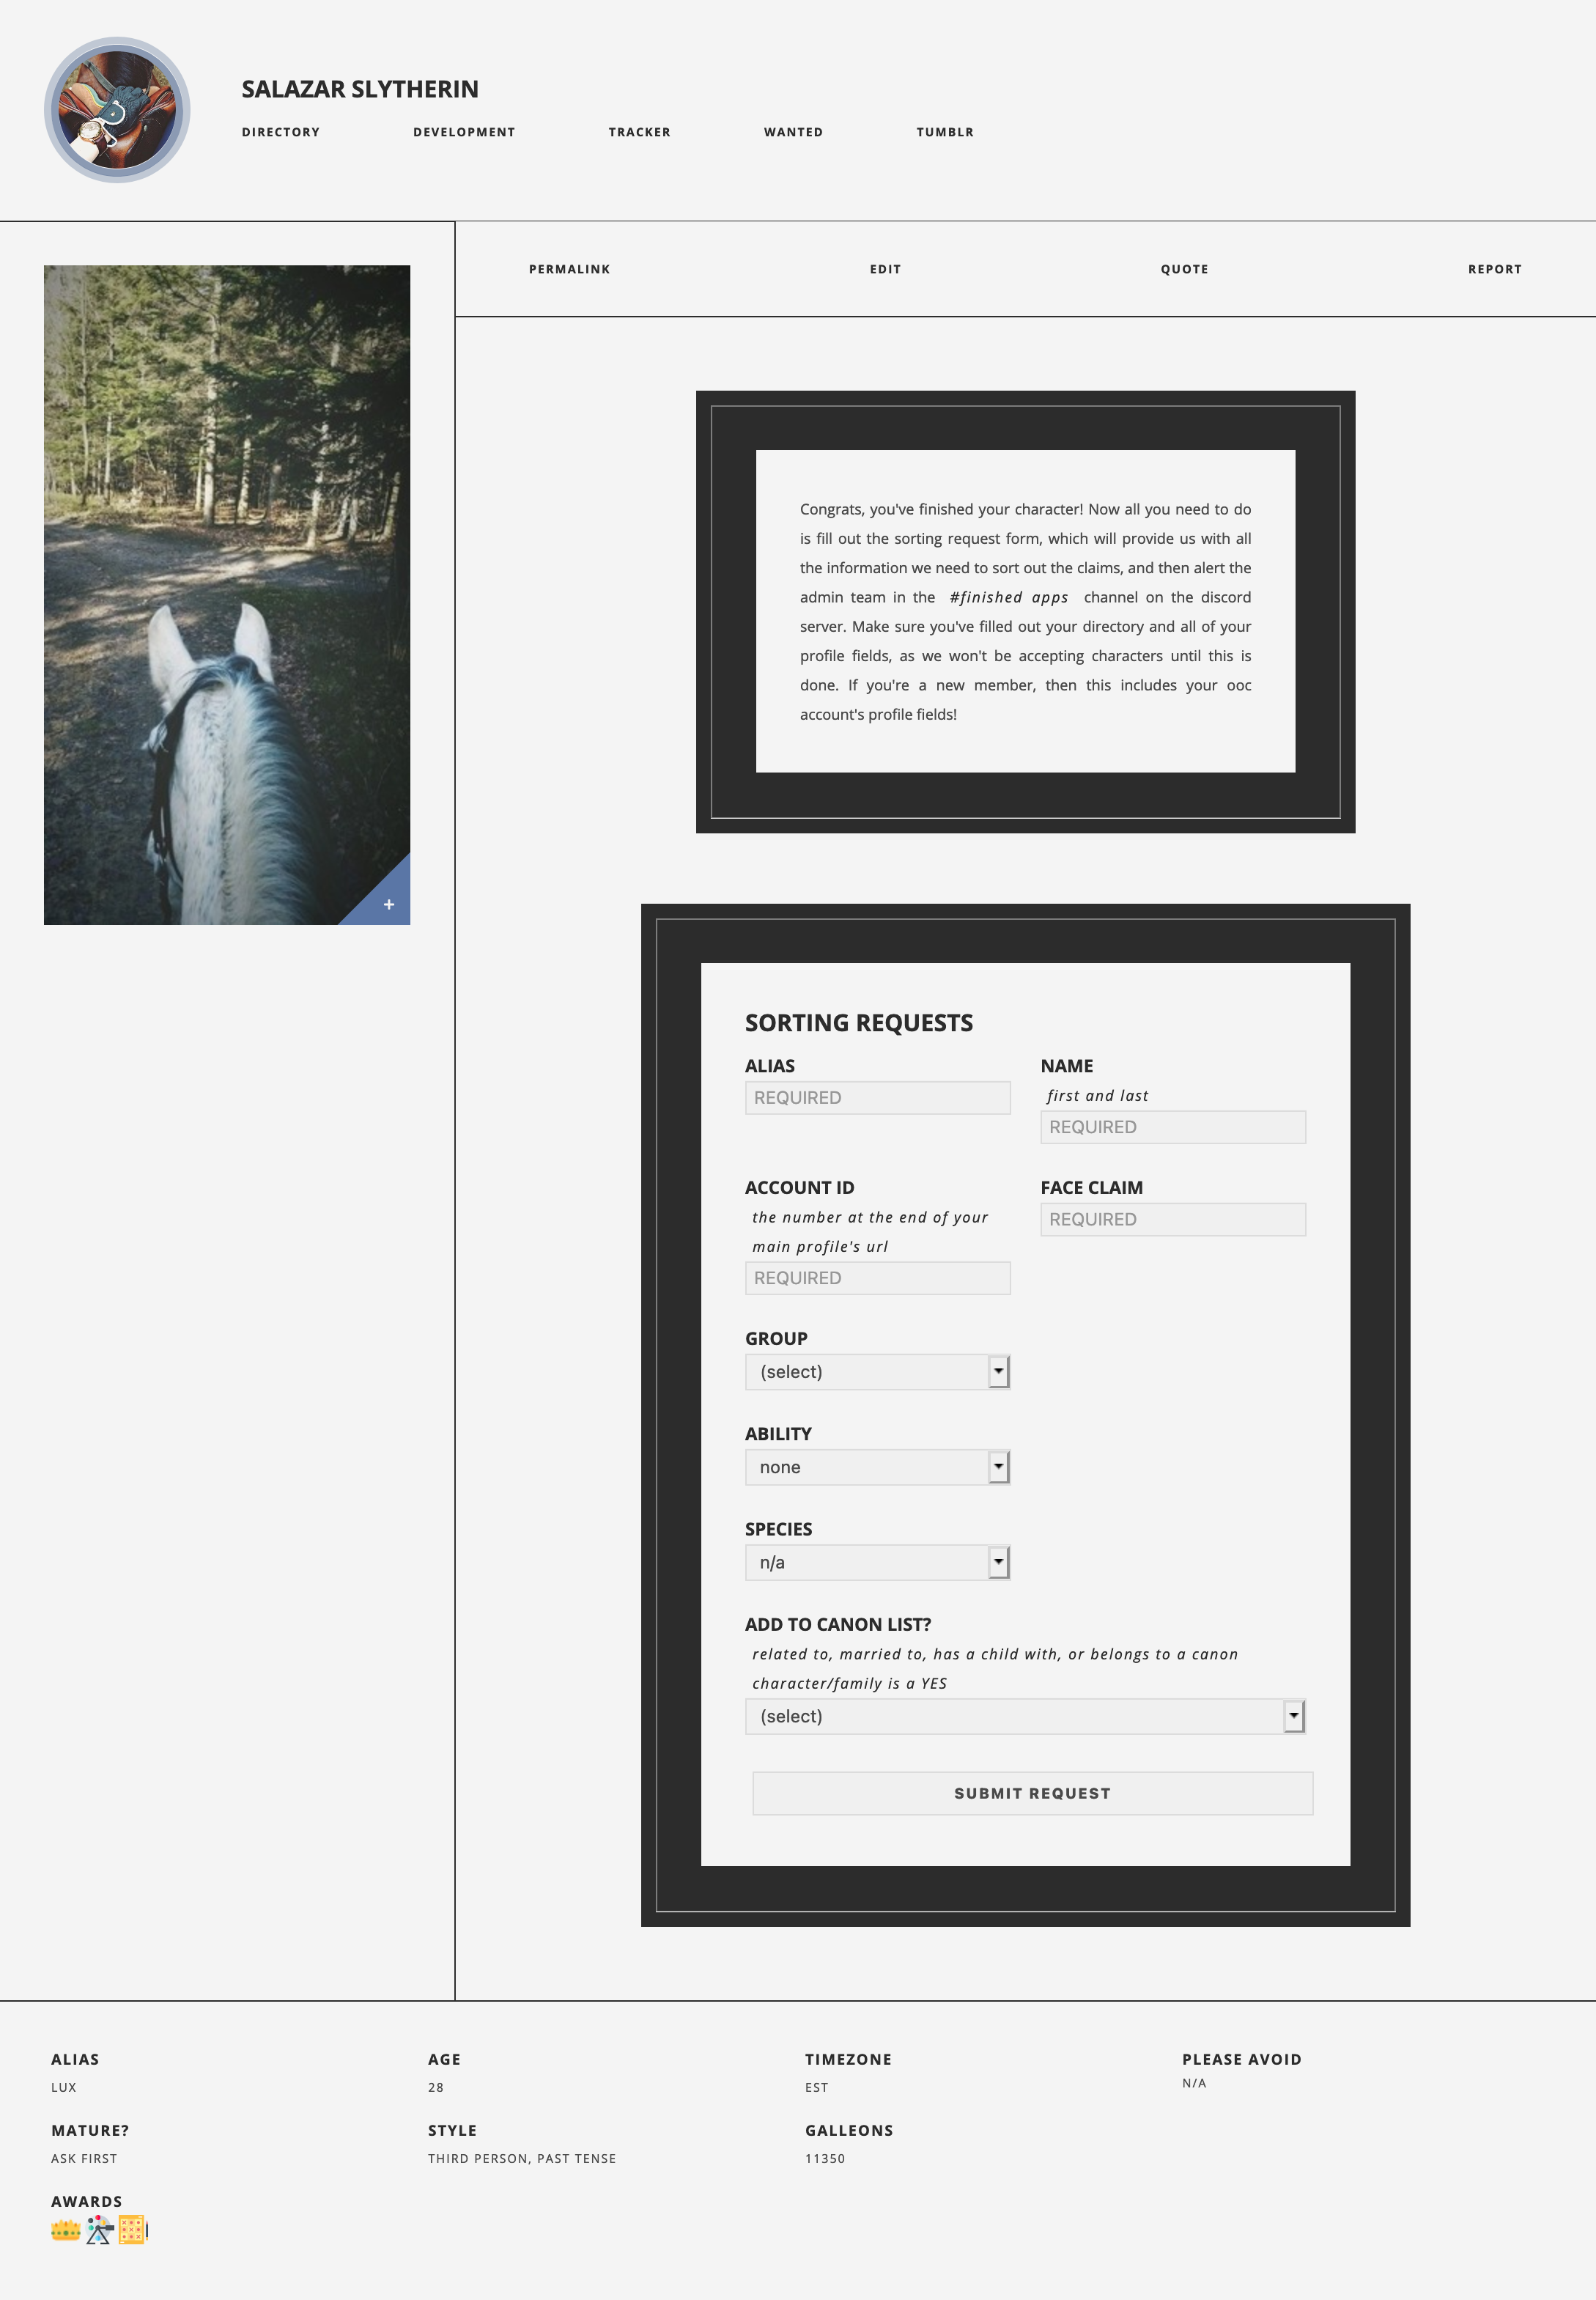 SALAZAR SLYTHERIN
DIRECTORY DEVELOPMENT TRACKER WANTED TUMBLR
PERMALINK EDIT QUOTE REPORT
+
Congrats, you've finished your character! Now all you need to do
is fill out the sorting request form, which will provide us with all
the information we need to sort out the claims, and then alert the
admin team in the #finished apps channel on the discord
server. Make sure you've filled out your directory and all of your
profile fields, as we won't be accepting characters until this is
done. If you're a new member, then this includes your ooc
account's profile fields!
SORTING REQUESTS
ALIAS
REQUIRED
NAME
first and last
REQUIRED
ACCOUNT ID
the number at the end of your
main profile's url
REQUIRED
FACE CLAIM
REQUIRED
GROUP
(select)
ABILITY
none
SPECIES
n/a
ADD TO CANON LIST?
related to, married to, has a child with, or belongs to a canon
character/family is a YES
(select)
SUBMIT REQUEST
ALIAS
LUX
AGE
28
TIMEZONE
EST
PLEASE AVOID
N/A
MATURE?
ASK FIRST
STYLE
THIRD PERSON, PAST TENSE
GALLEONS
11350
AWARDS